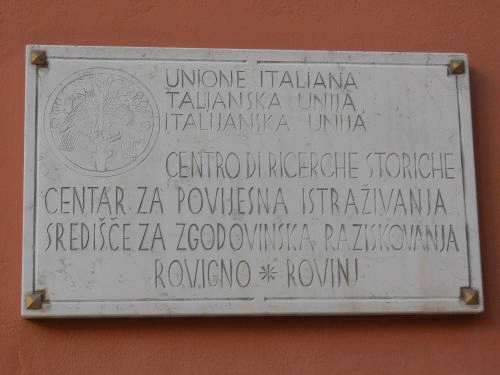 UNIONE ITALIANA
TALIJANSKA UNIJA
ITALIJANSKA UNIJA
CENTRO DI RICERCHE STORICHE
CENTAR ZA POVIJESNA ISTRAŽIVANJA
SREDIŠČE ZA ZGODOVINSKA RAZISKOVANJA
ROVIGNO * ROVINJ